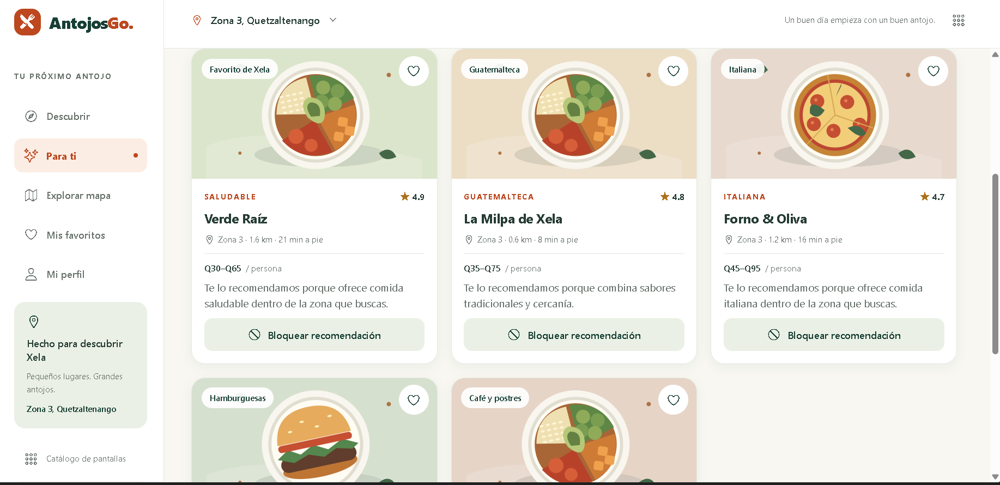 AntojosGo.
Zona 3, Quetzaltenango
Un buen día empieza con un buen antojo.
TU PRÓXIMO ANTOJO
Descubrir
Para ti
Explorar mapa
Mis favoritos
Mi perfil
Hecho para descubrir
Xela
Pequeños lugares. Grandes
antojos.
Zona 3, Quetzaltenango
Catálogo de pantallas
Favorito de Xela
SALUDABLE
4.9
Verde Raíz
Zona 3 · 1.6 km · 21 min a pie
Q30–Q65 / persona
Te lo recomendamos porque ofrece comida
saludable dentro de la zona que buscas.
Bloquear recomendación
Guatemalteca
GUATEMALTECA
4.8
La Milpa de Xela
Zona 3 · 0.6 km · 8 min a pie
Q35–Q75 / persona
Te lo recomendamos porque combina sabores
tradicionales y cercanía.
Bloquear recomendación
Italiana
ITALIANA
4.7
Forno & Oliva
Zona 3 · 1.2 km · 16 min a pie
Q45–Q95 / persona
Te lo recomendamos porque ofrece comida
italiana dentro de la zona que buscas.
Bloquear recomendación
Hamburguesas
Café y postres